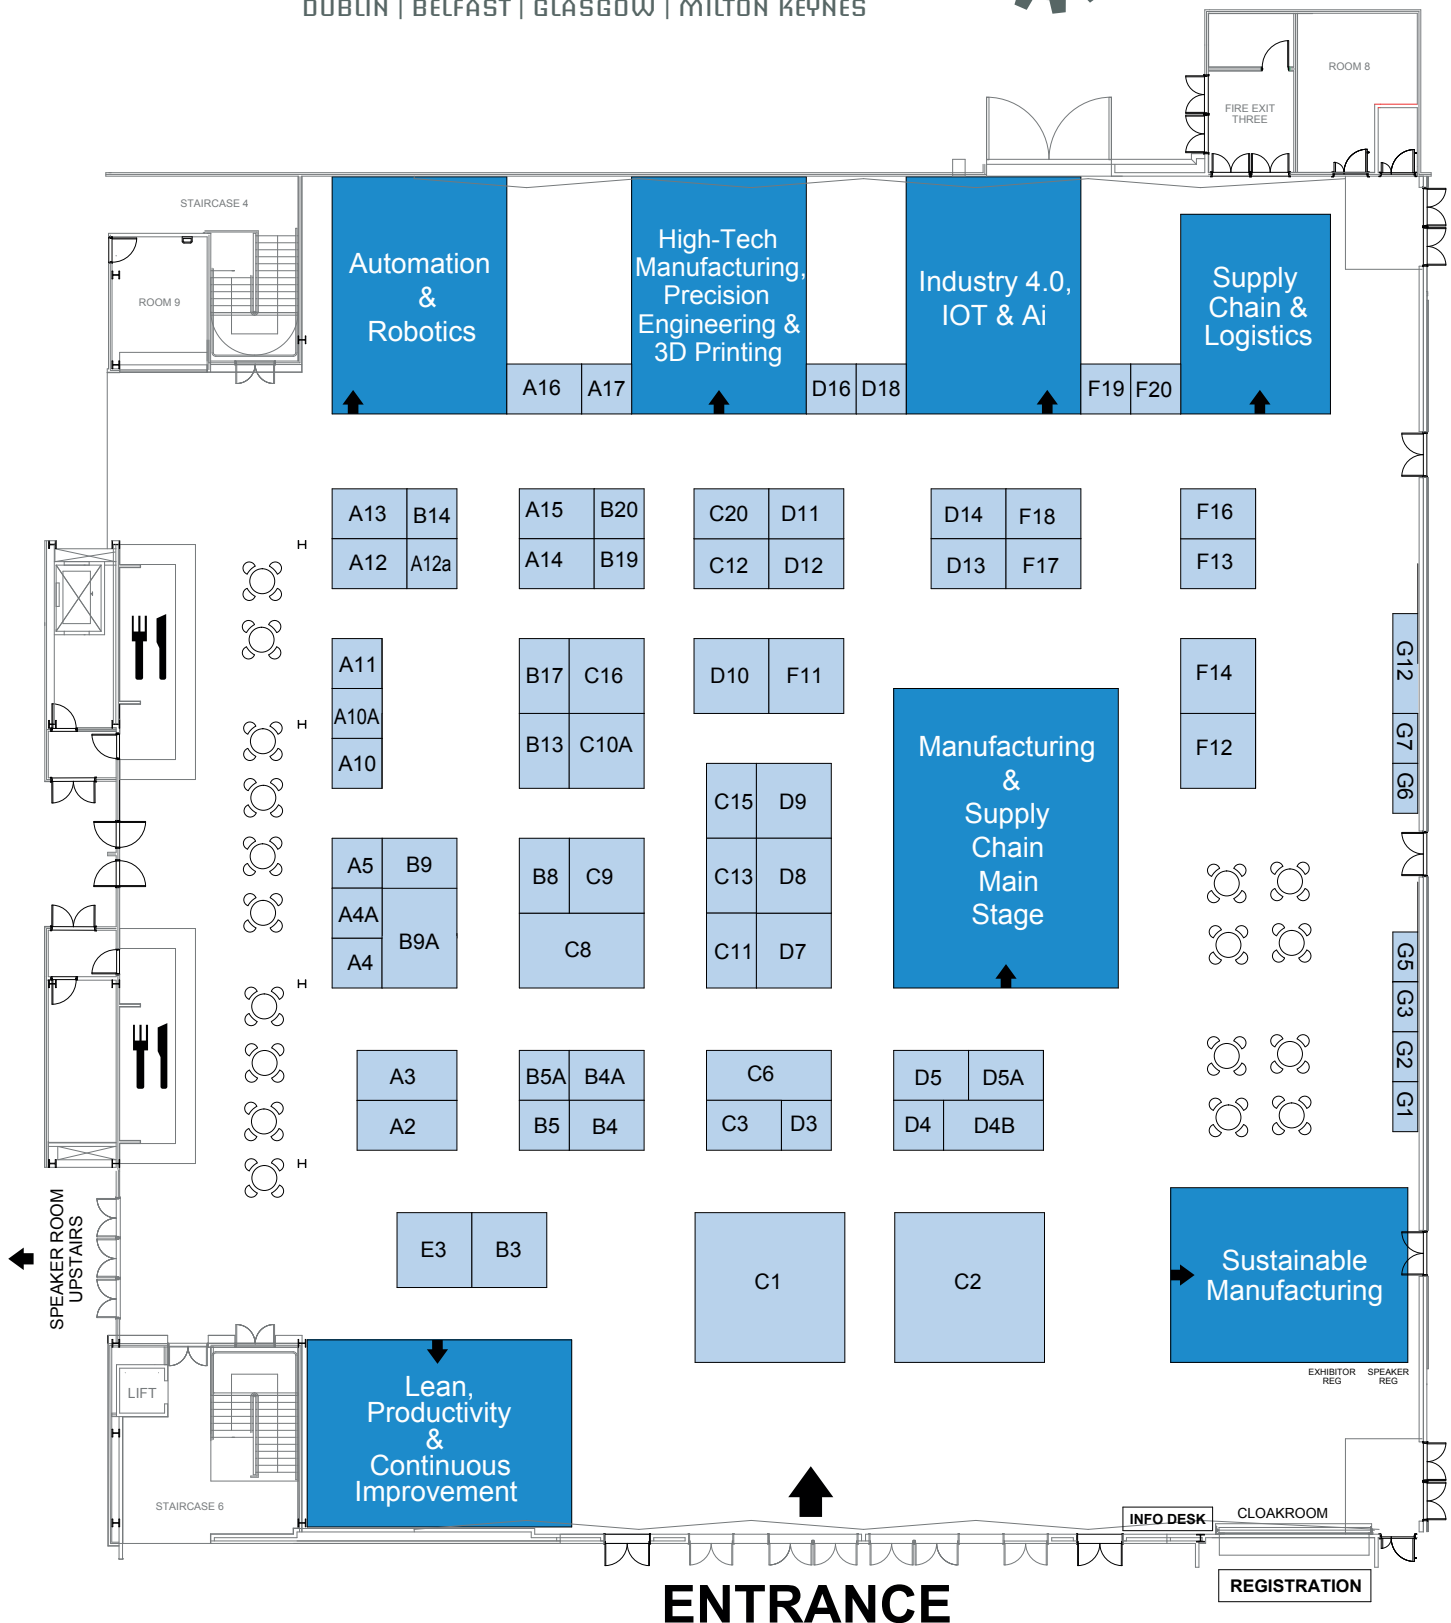 DUBLIN | BELFAST | GLASGOW | MILTON KEYNES
ROOM 8
FIRE EXIT
THREE
STAIRCASE 4
ROOM 9
Automation
&
Robotics
High-Tech
Manufacturing,
Precision
Engineering &
3D Printing
Industry 4.0,
IOT & Ai
Supply
Chain &
Logistics
A16
A17
D16
D18
F19
F20
A13
B14
A12
A12a
A15
B20
A14
B19
C20
D11
C12
D12
D14
F18
D13
F17
F16
F13
A11
A10A
A10
B17
C16
B13
C10A
D10
F11
F14
F12
G12
G7
G6
Manufacturing
&
Supply
Chain
Main
Stage
C15
D9
C13
D8
C11
D7
A5
B9
A4A
B9A
A4
B8
C9
C8
G5
G3
G2
G1
A3
A2
B5A
B4A
B5
B4
C6
C3
D3
D5
D5A
D4
D4B
SPEAKER ROOM
UPSTAIRS
E3
B3
C1
C2
Sustainable
Manufacturing
EXHIBITOR
REG
SPEAKER
REG
LIFT
STAIRCASE 6
Lean,
Productivity
&
Continuous
Improvement
INFO DESK
CLOAKROOM
REGISTRATION
ENTRANCE